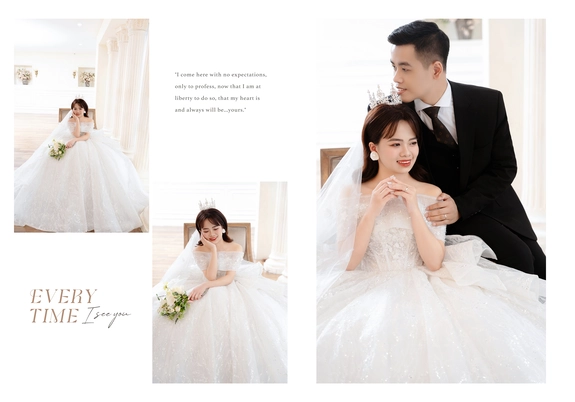 "I come here with no expectations,
only to profess, now that I am at
liberty to do so, that my heart is
and always will be...yours."
EVERY
TIME I see you